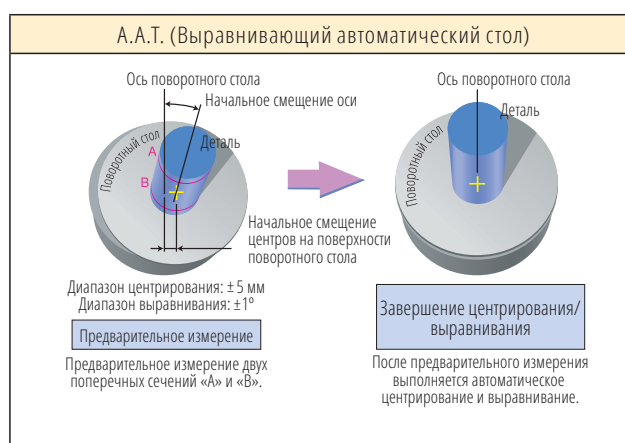 А.А.Т. (Выравнивающий автоматический стол)
Ось поворотного стола
Начальное смещение оси
Деталь
Поворотный стол
A
B
Начальное смещение
центров на поверхности
поворотного стола
Диапазон центрирования: ±5 мм
Диапазон выравнивания: ±1º
Предварительное измерение
Предварительное измерение двух
поперечных сечений «А» и «В».
Ось поворотного стола
Деталь
Поворотный стол
Завершение центрирования/
выравнивания
После предварительного измерения
выполняется автоматическое
центрирование и выравнивание.